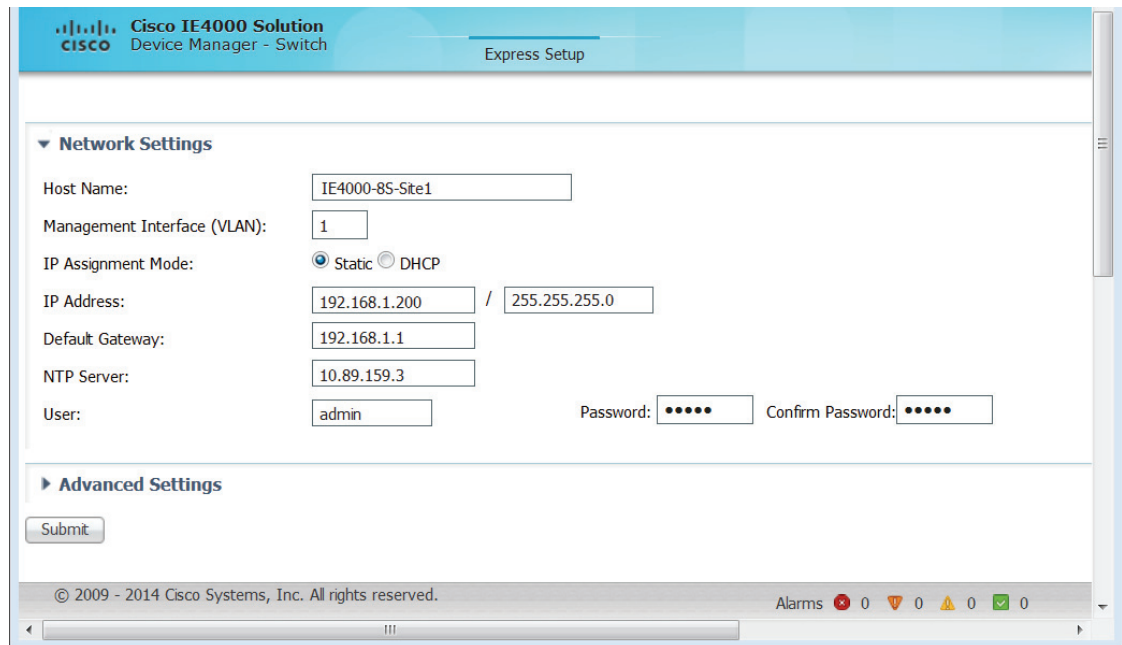 Cisco IE4000 Solution
CISCO Device Manager - Switch
Express Setup
Network Settings
Host Name: IE4000-8S-Site1
Management Interface (VLAN): 1
IP Assignment Mode: Static DHCP
IP Address: 192.168.1.200 / 255.255.255.0
Default Gateway: 192.168.1.1
NTP Server: 10.89.159.3
User: admin Password: ••••• Confirm Password: •••••
Advanced Settings
Submit
© 2009 - 2014 Cisco Systems, Inc. All rights reserved.
Alarms 0 0 0 0